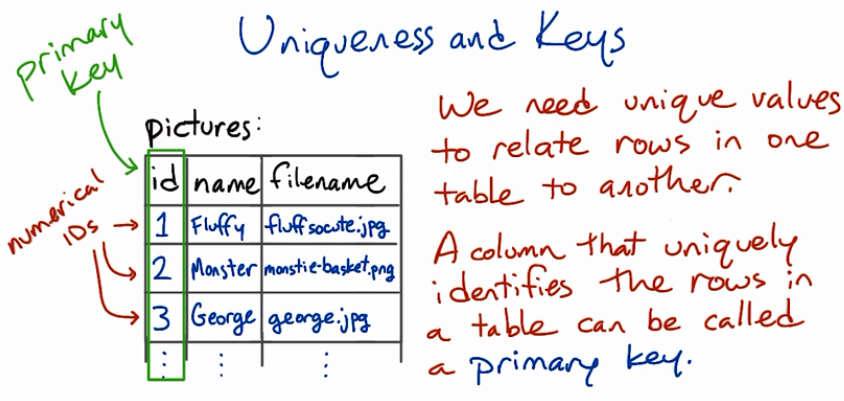 Uniqueness and Keys
primary
key
pictures:
id name filename
1 Fluffy fluffsocute.jpg
2 Monster monstie-basket.png
3 George george.jpg
numerical
IDs
We need unique values
to relate rows in one
table to another.
A column that uniquely
identifies the rows in
a table can be called
a primary key.